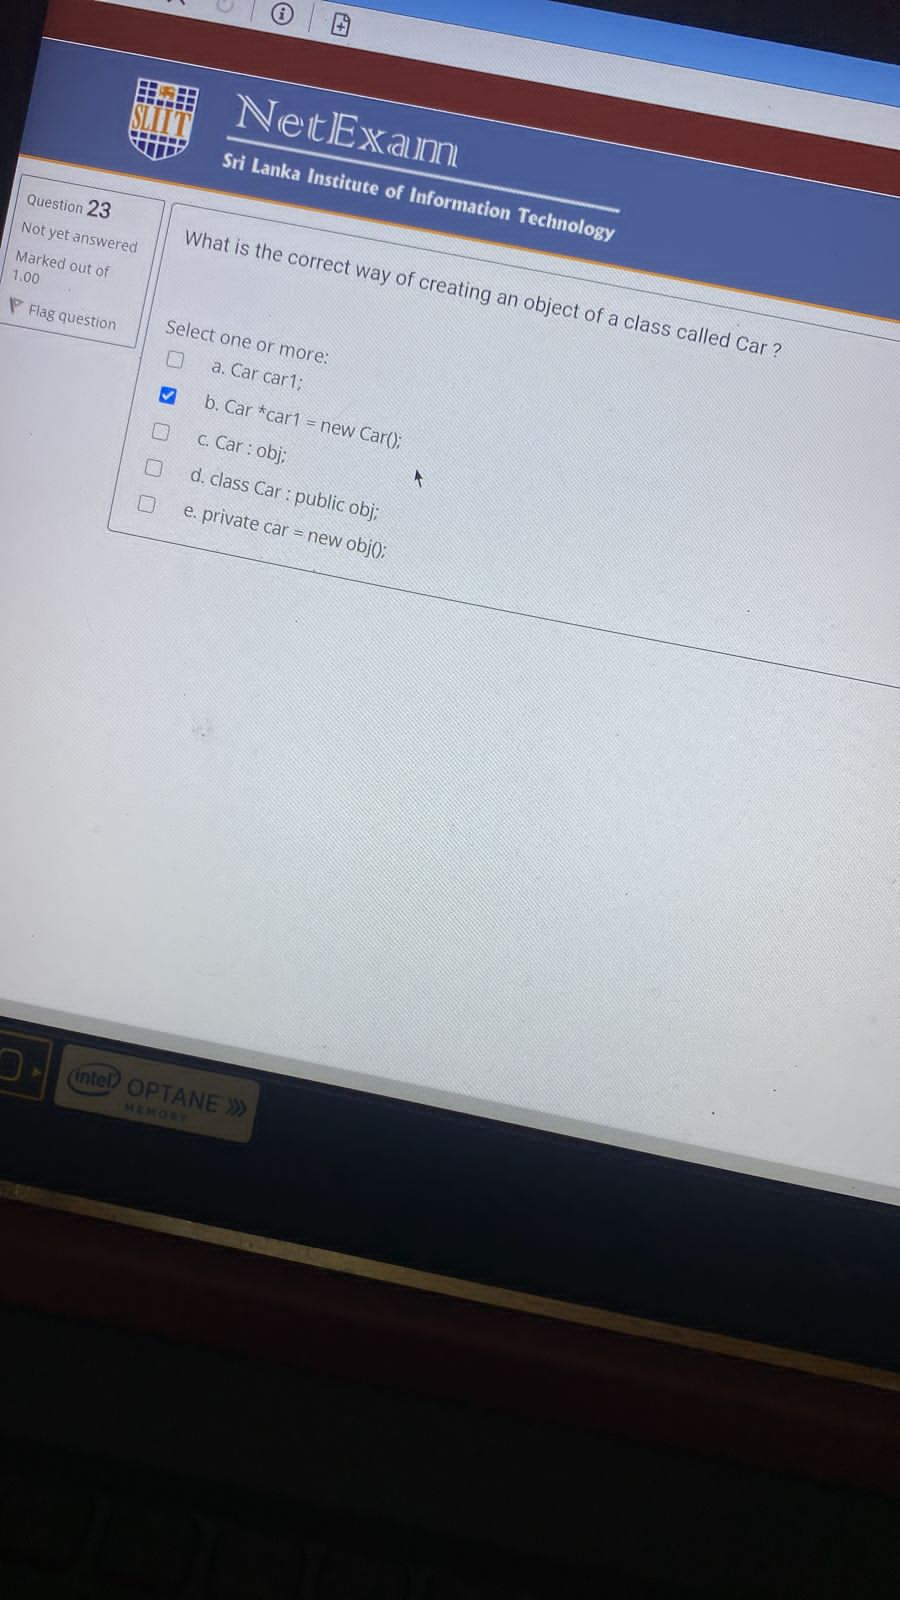 SLIIT
NetExam
Sri Lanka Institute of Information Technology
Question 23
Not yet answered
Marked out of
1.00
Flag question
What is the correct way of creating an object of a class called Car ?
Select one or more:
a. Car car1;
b. Car *car1 = new Car();
c. Car : obj;
d. class Car : public obj;
e. private car = new obj();
intel
OPTANE
MEMORY